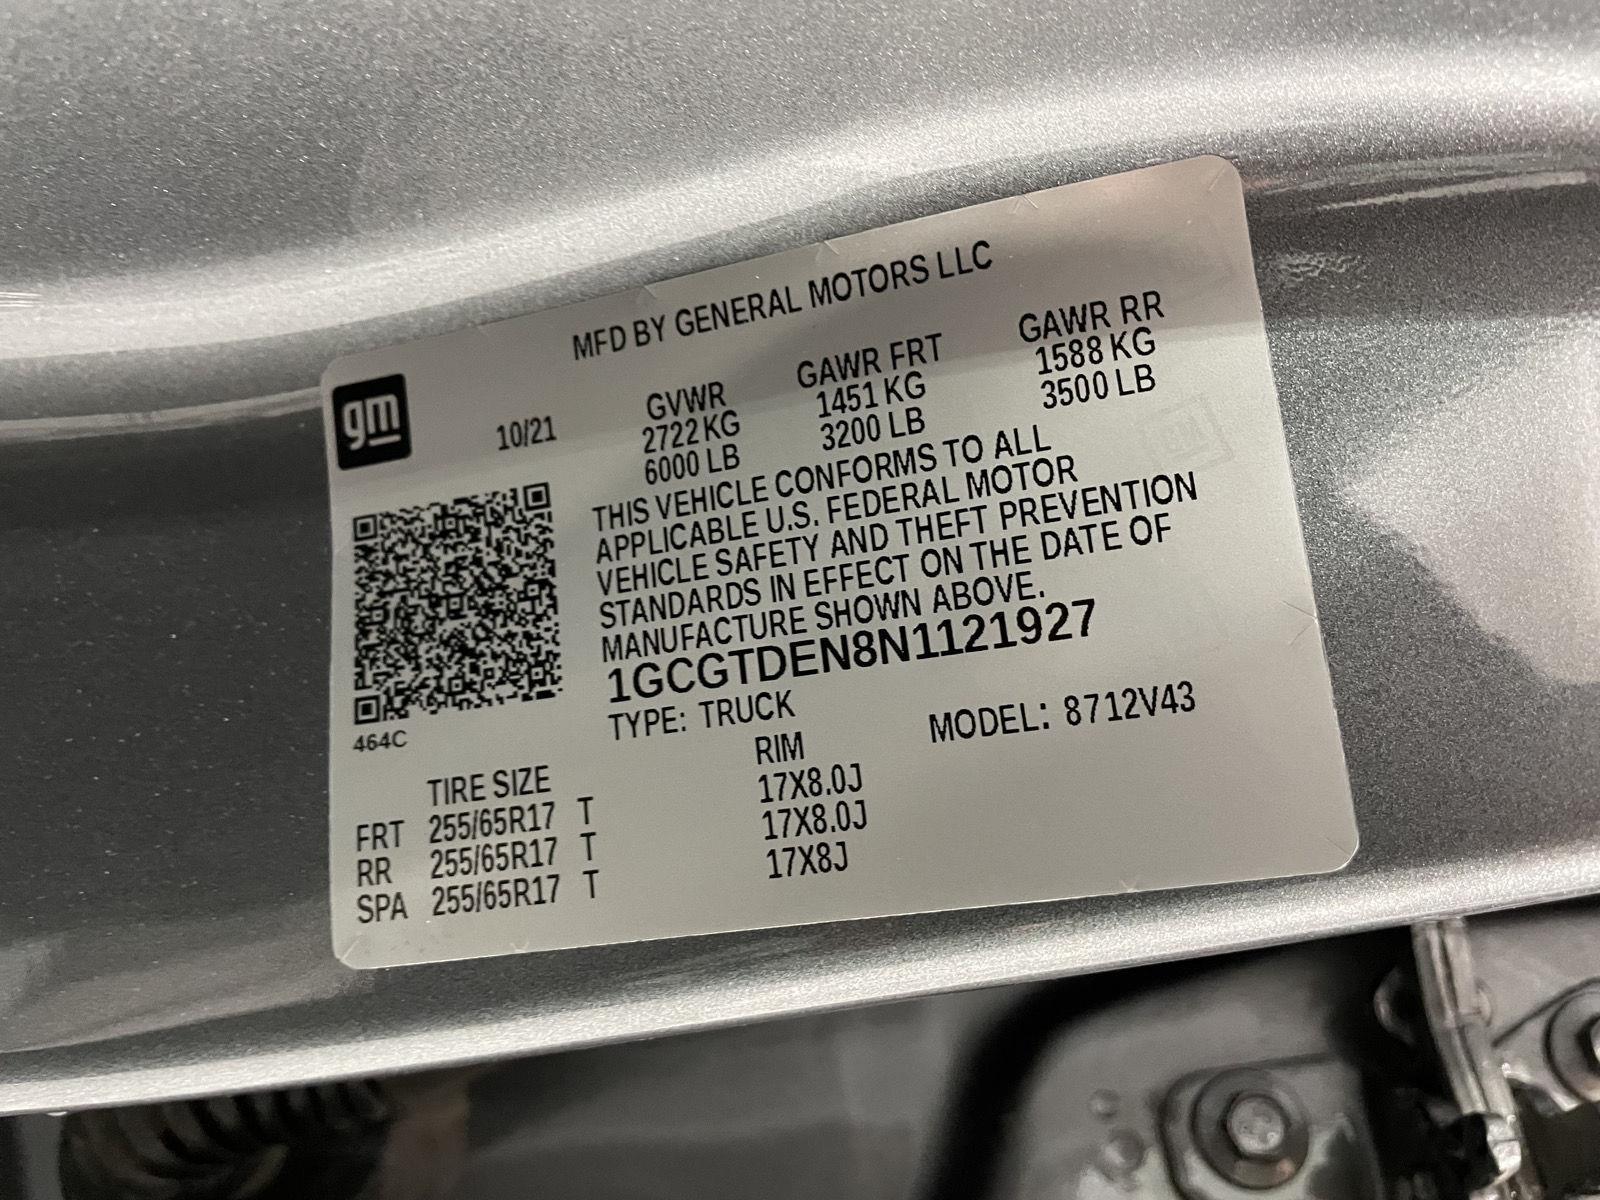 MFD BY GENERAL MOTORS LLC
gm
10/21 GVWR GAWR FRT GAWR RR
2722 KG 1451 KG 1588 KG
6000 LB 3200 LB 3500 LB
THIS VEHICLE CONFORMS TO ALL
APPLICABLE U.S. FEDERAL MOTOR
VEHICLE SAFETY AND THEFT PREVENTION
STANDARDS IN EFFECT ON THE DATE OF
MANUFACTURE SHOWN ABOVE.
1GCGTDEN8N1121927
464C
TYPE: TRUCK MODEL: 8712V43
TIRE SIZE RIM
FRT 255/65R17 T 17X8.0J
RR 255/65R17 T 17X8.0J
SPA 255/65R17 T 17X8J